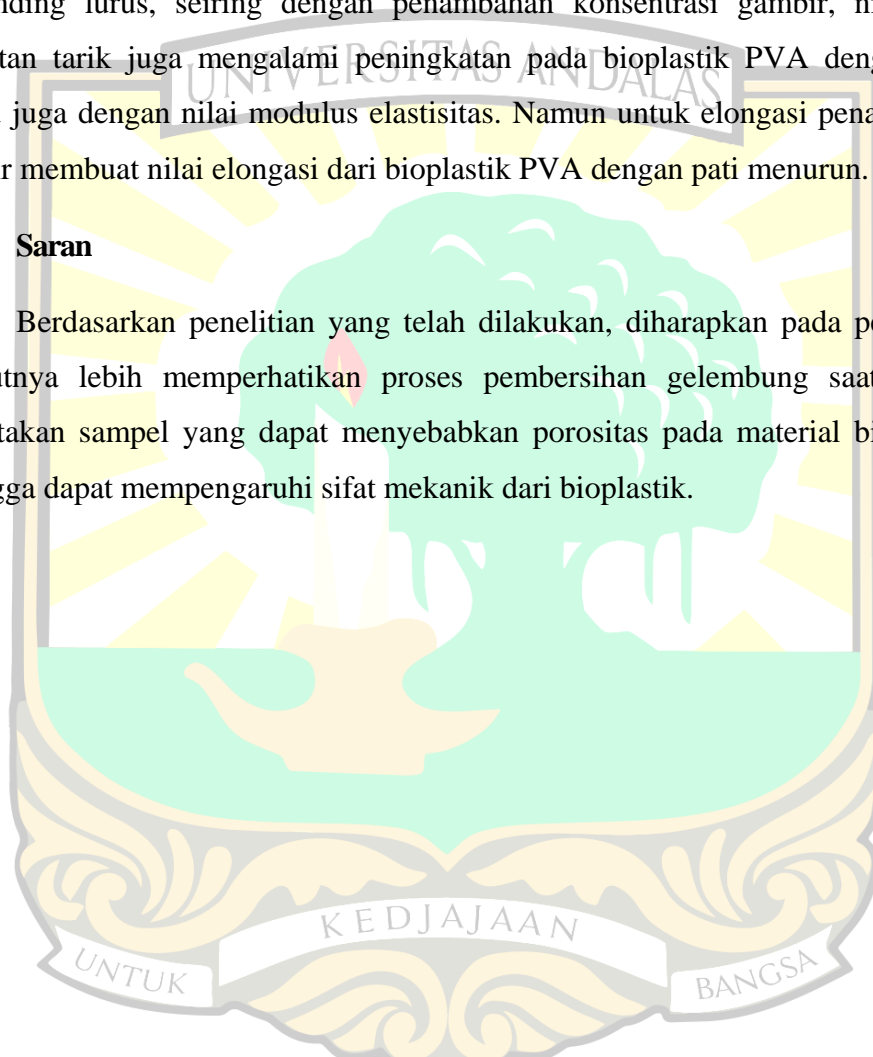 nding lurus, seiring dengan penambahan konsentrasi gambir, ni
tan tarik juga mengalami peningkatan pada bioplastik PVA deng
juga dengan nilai modulus elastisitas. Namun untuk elongasi pena
r membuat nilai elongasi dari bioplastik PVA dengan pati menurun.
Saran
Berdasarkan penelitian yang telah dilakukan, diharapkan pada pe
utnya lebih memperhatikan proses pembersihan gelembung saat
takan sampel yang dapat menyebabkan porositas pada material bi
gga dapat mempengaruhi sifat mekanik dari bioplastik.
UNIVERSITAS ANDALAS
UNTUK KEDJAJAAN BANGSA